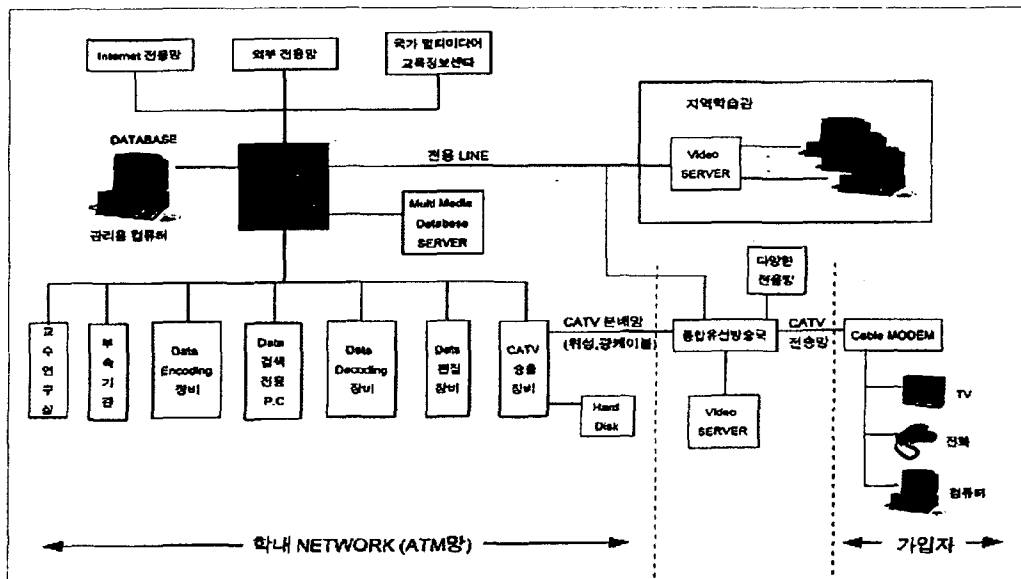 Internet 전용망
외부 전용망
국가 멀티미디어
교육정보센타
지역학습관
DATABASE
전용 LINE
Video
SERVER
관리용 컴퓨터
Multi Media
Database
SERVER
다양한
전용망
교
수
연
구
실
부
속
기
관
Data
Encoding
장비
Data
검색
전용
P.C
Data
Decoding
장비
Data
편집
장비
CATV
송출
장비
CATV 분배망
(위성,광케이블)
통합유선방송국
CATV
전송망
Cable MODEM
Hard
Disk
Video
SERVER
TV
전화
컴퓨터
학내 NETWORK (ATM망)
가입자